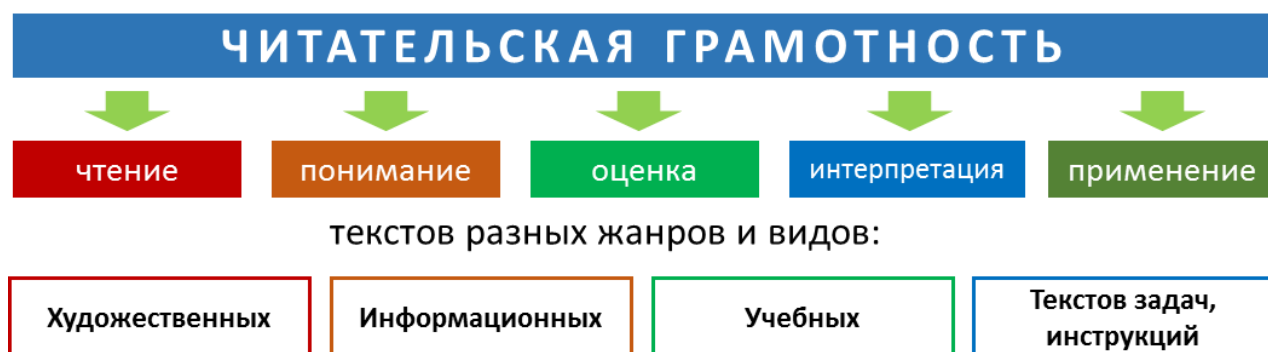 ЧИТАТЕЛЬСКАЯ ГРАМОТНОСТЬ
чтение понимание оценка интерпретация применение
текстов разных жанров и видов:
Художественных Информационных Учебных Текстов задач,
инструкций